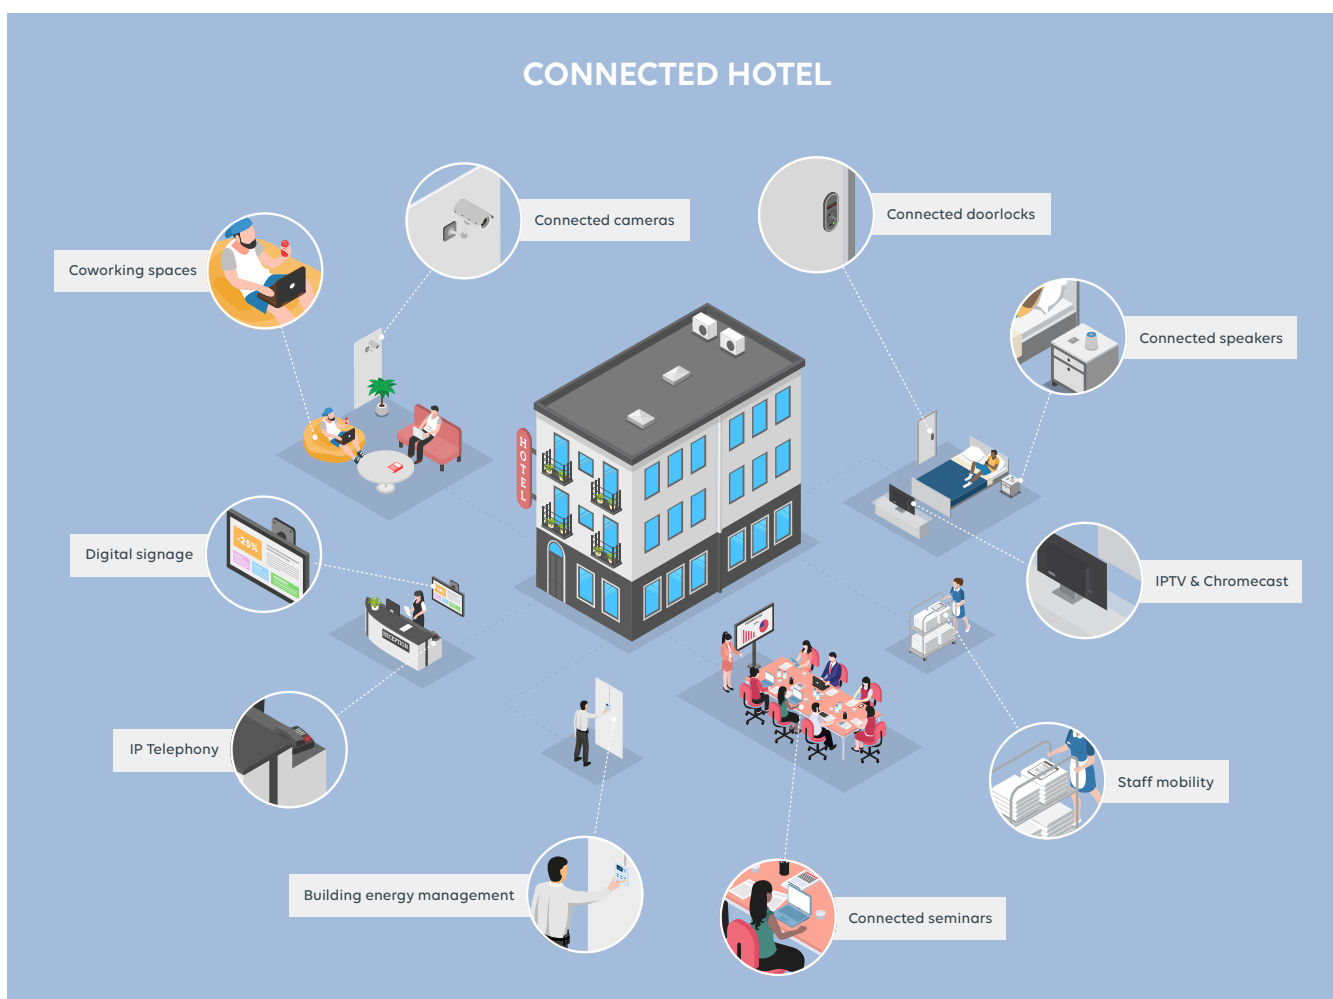 CONNECTED HOTEL
Connected cameras
Connected doorlocks
Coworking spaces
Connected speakers
HOTEL
Digital signage
-25%
IPTV & Chromecast
RECEPTION
IP Telephony
Staff mobility
Building energy management
Connected seminars